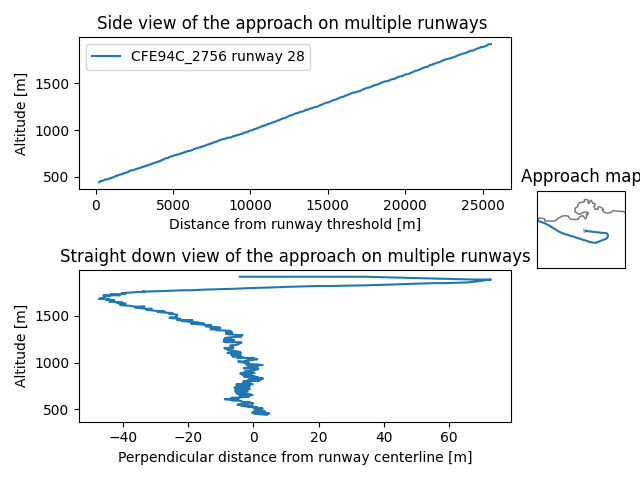 Side view of the approach on multiple runways
CFE94C_2756 runway 28
Altitude [m]
1500
1000
500
0 5000 10000 15000 20000 25000
Distance from runway threshold [m]
Approach map
Straight down view of the approach on multiple runways
Altitude [m]
1500
1000
500
−40 −20 0 20 40 60
Perpendicular distance from runway centerline [m]